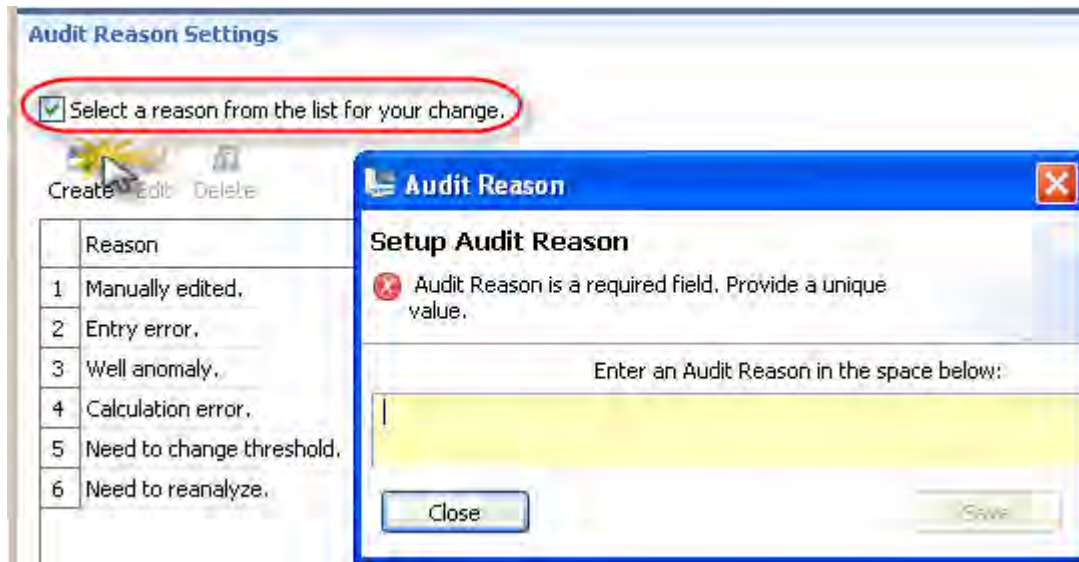 Audit Reason Settings
Select a reason from the list for your change.
Create Edit Delete
Reason
1 Manually edited.
2 Entry error.
3 Well anomaly.
4 Calculation error.
5 Need to change threshold.
6 Need to reanalyze.
Audit Reason
Setup Audit Reason
Audit Reason is a required field. Provide a unique
value.
Enter an Audit Reason in the space below:
Close Save